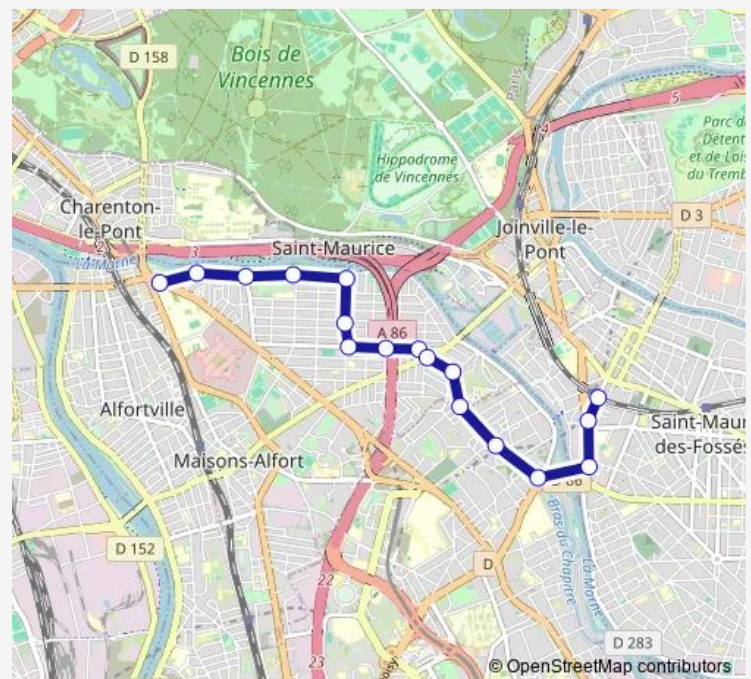 D 158
Bois de
Vincennes
5
Paris
4
Parc d
Détent
et de Lois
du Tremb
Hippodrome
de Vincennes
Charenton-
le-Pont
D 3
2
La Marne
3
Saint-Maurice
Joinville-le-
Pont
A 86
Alfortville
Saint-Maur
des-Fossés
Maisons-Alfort
Bras du Chapitre
La Marne
D 152
D
22
D 283
23
© OpenStreetMap contributors